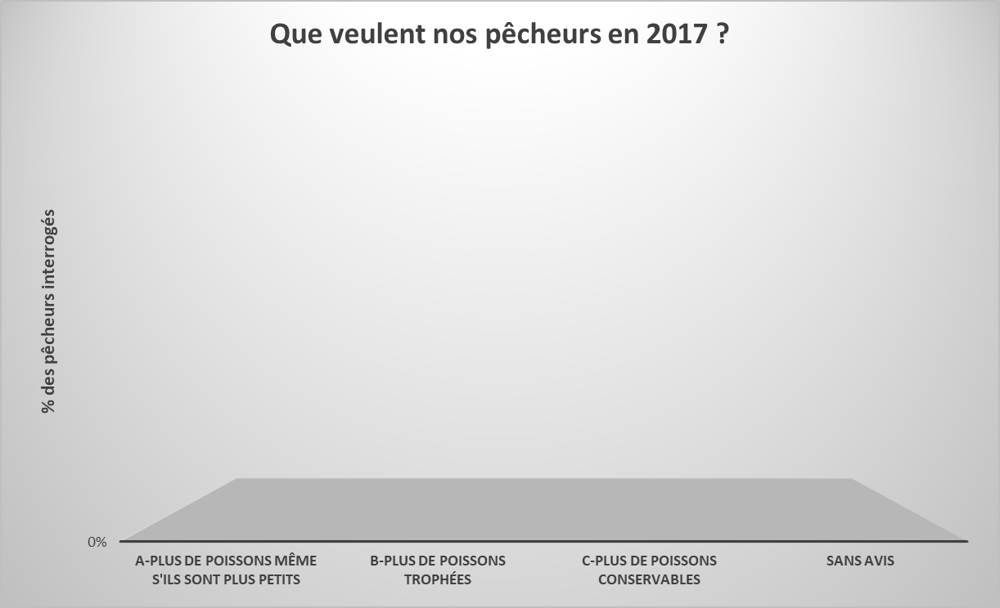 Que veulent nos pêcheurs en 2017 ?
% des pêcheurs interrogés
0%
A-PLUS DE POISSONS MÊME
S'ILS SONT PLUS PETITS
B-PLUS DE POISSONS
TROPHÉES
C-PLUS DE POISSONS
CONSERVABLES
SANS AVIS